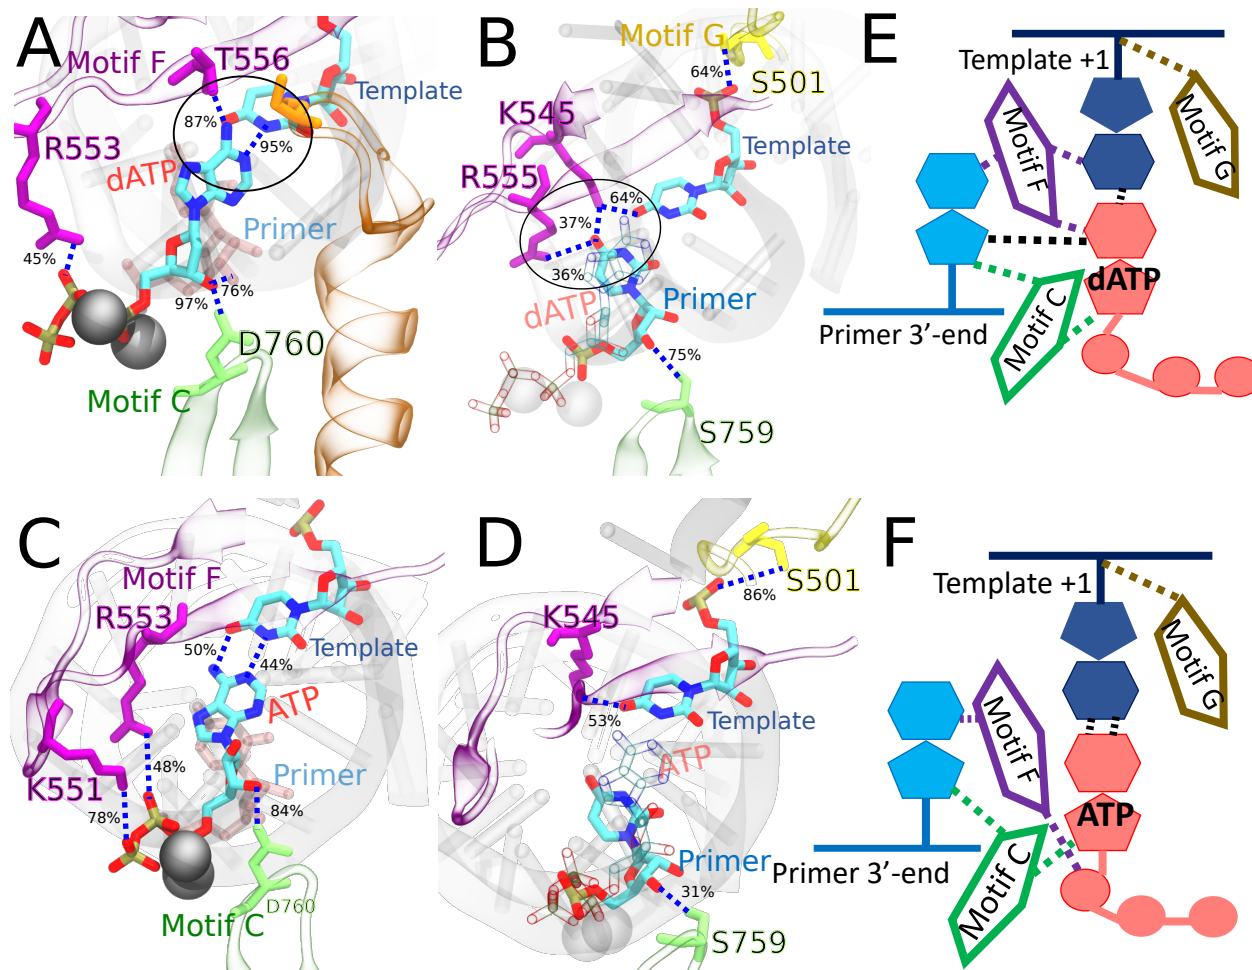 A
Motif F
T556
Template
87%
95%
R553
dATP
Primer
45%
97%
76%
D760
Motif C
B
Motif G
64%
S501
K545
Template
R555
64%
37%
36%
dATP
Primer
75%
S759
E
Template +1
Motif F
Motif G
dATP
Motif C
Primer 3’-end
C
Motif F
R553
50%
44%
Template
ATP
K551
48%
Primer
78%
84%
D760
Motif C
D
S501
86%
K545
53%
Template
ATP
Primer
31%
S759
F
Template +1
Motif F
Motif G
ATP
Motif C
Primer 3’-end